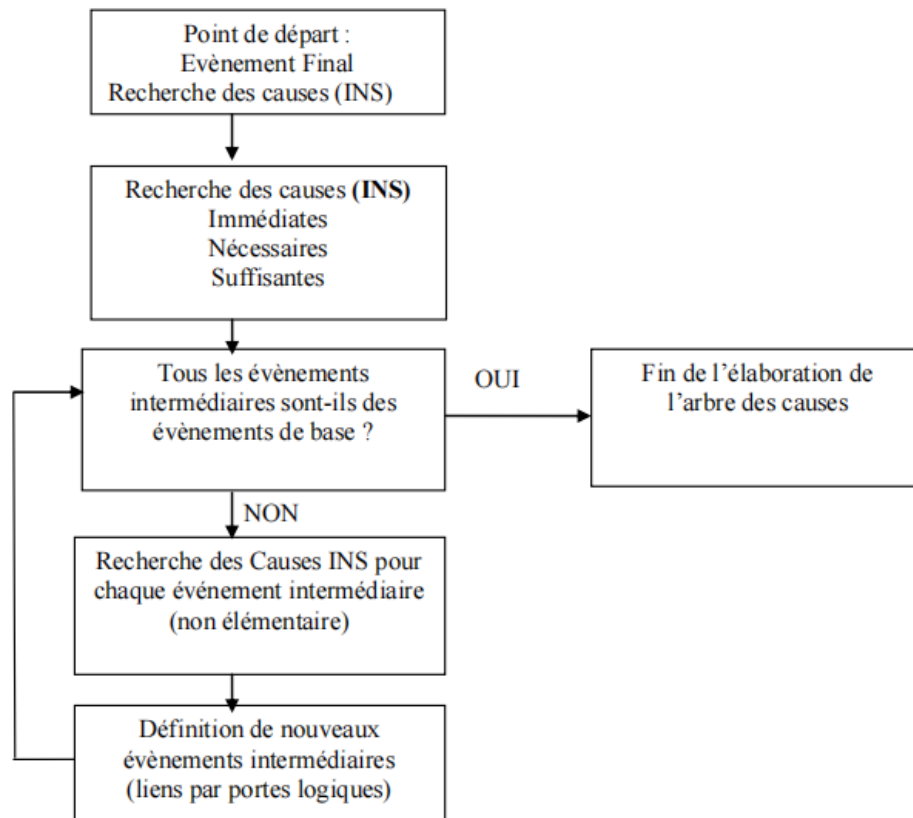 Point de départ :
Evènement Final
Recherche des causes (INS)
Recherche des causes (INS)
Immédiates
Nécessaires
Suffisantes
Tous les évènements
intermédiaires sont-ils des
évènements de base ?
OUI
Fin de l'élaboration de
l'arbre des causes
NON
Recherche des Causes INS pour
chaque événement intermédiaire
(non élémentaire)
Définition de nouveaux
évènements intermédiaires
(liens par portes logiques)